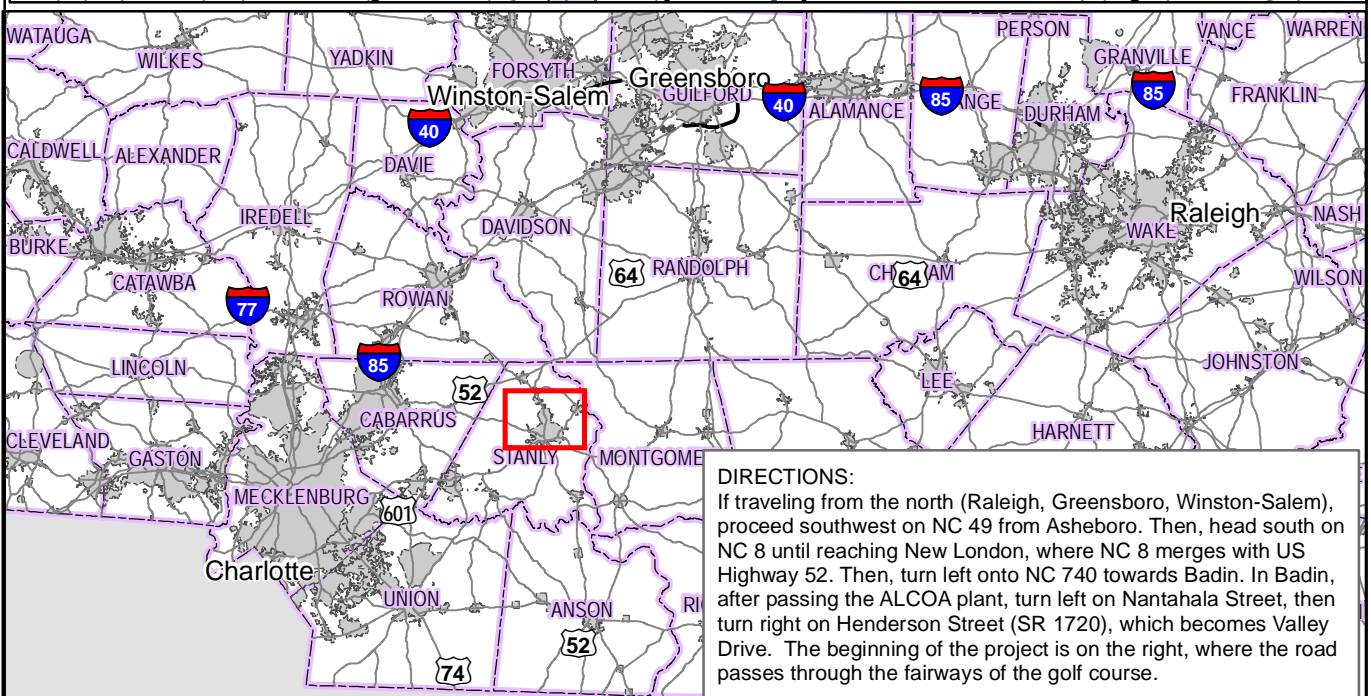 WATAUGA
WILKES
YADKIN
FORSYTH
Greensboro
PERSON
VANCE
WARREN
GRANVILLE
Winston-Salem
GUILFORD
40
ALAMANCE
85
ANGE
DURHAM
85
FRANKLIN
40
CALDWELL
ALEXANDER
DAVIE
IREDELL
DAVIDSON
Raleigh
NASH
BURKE
WAKE
CATAWBA
64
RANDOLPH
CH
64
AM
WILSON
77
ROWAN
LINCOLN
85
52
LEE
JOHNSTON
CABARRUS
CLEVELAND
GASTON
STANLY
MONTGOME
HARNETT
MECKLENBURG
601
Charlotte
UNION
ANSON
RI
52
74
DIRECTIONS:
If traveling from the north (Raleigh, Greensboro, Winston-Salem),
proceed southwest on NC 49 from Asheboro. Then, head south on
NC 8 until reaching New London, where NC 8 merges with US
Highway 52. Then, turn left onto NC 740 towards Badin. In Badin,
after passing the ALCOA plant, turn left on Nantahala Street, then
turn right on Henderson Street (SR 1720), which becomes Valley
Drive. The beginning of the project is on the right, where the road
passes through the fairways of the golf course.